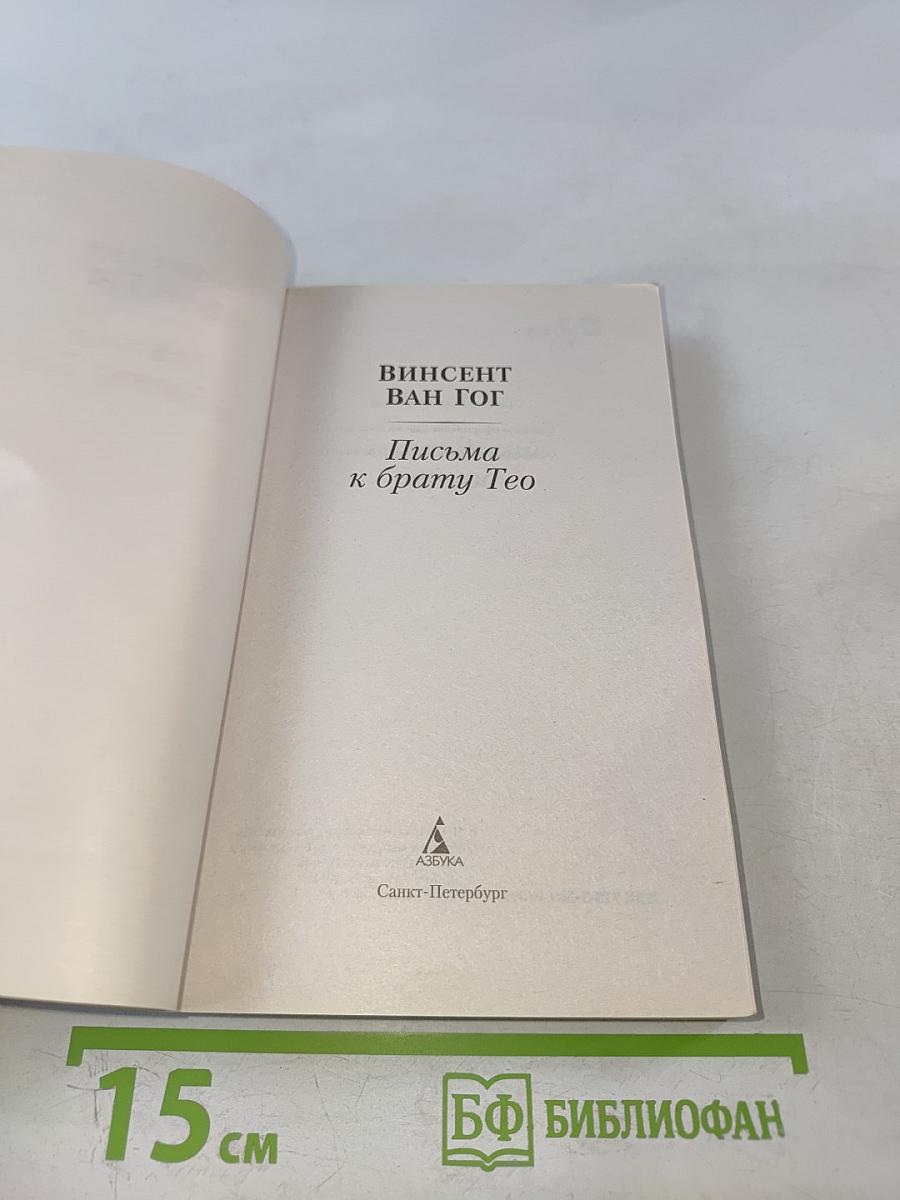 ВИНСЕНТ
ВАН ГОГ
Письма
к брату Тео
АЗБУКА
Санкт-Петербург
15 см
БФ БИБЛИОФАН